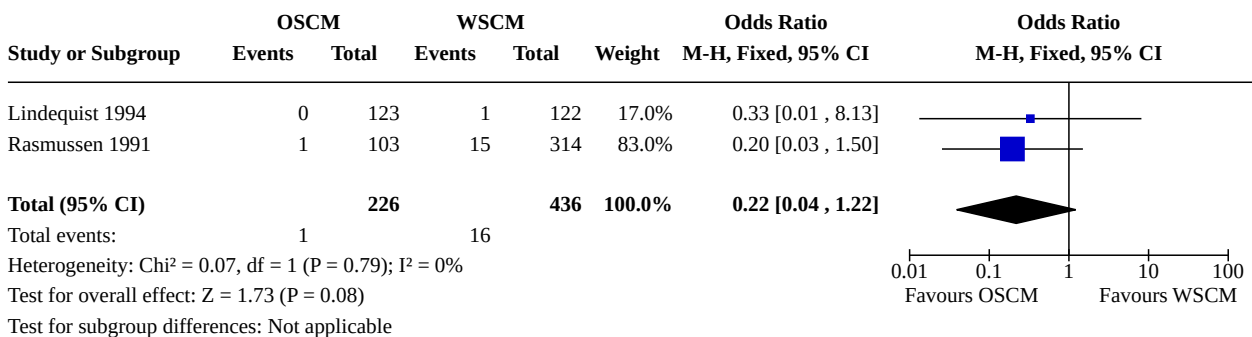 OSCM WSCM Odds Ratio Odds Ratio
Study or Subgroup Events Total Events Total Weight M-H, Fixed, 95% CI M-H, Fixed, 95% CI
Lindequist 1994 0 123 1 122 17.0% 0.33 [0.01 , 8.13]
Rasmussen 1991 1 103 15 314 83.0% 0.20 [0.03 , 1.50]
Total (95% CI) 226 436 100.0% 0.22 [0.04 , 1.22]
Total events: 1 16
Heterogeneity: Chi² = 0.07, df = 1 (P = 0.79); I² = 0%
0.01 0.1 1 10 100
Test for overall effect: Z = 1.73 (P = 0.08)
Favours OSCM Favours WSCM
Test for subgroup differences: Not applicable